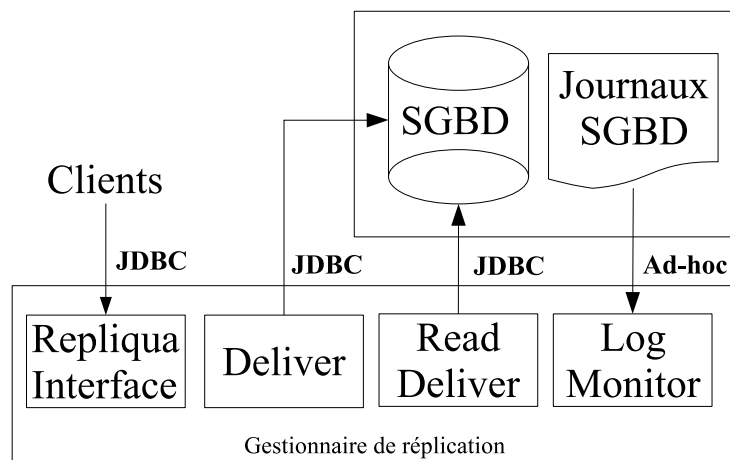 Journaux
SGBD
SGBD
Clients
JDBC
JDBC
JDBC
Ad-hoc
Repliqua
Interface
Deliver
Read
Deliver
Log
Monitor
Gestionnaire de réplication